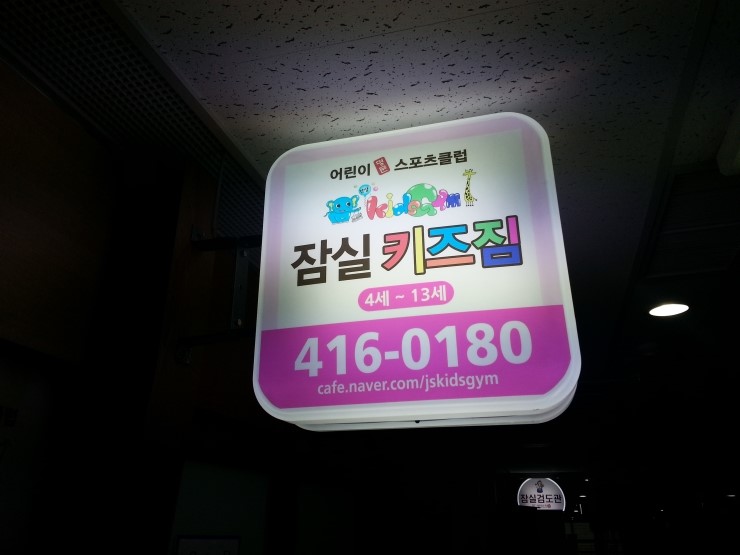 어린이 스포츠클럽
kidsgym
잠실 키즈짐
4세 ~ 13세
416-0180
cafe.naver.com/jskidsgym
잠실검도관